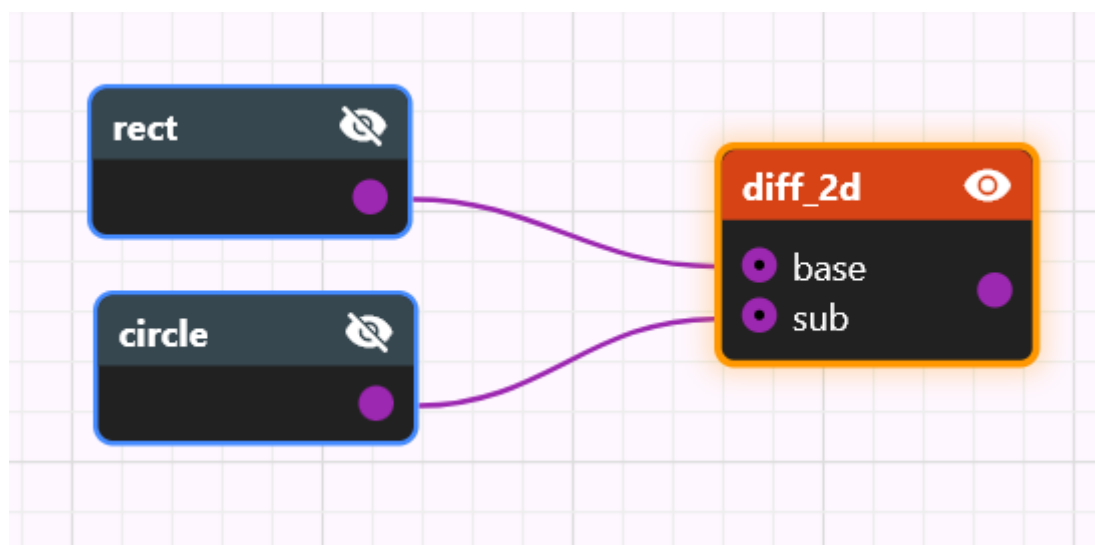 rect
circle
diff_2d
base
sub